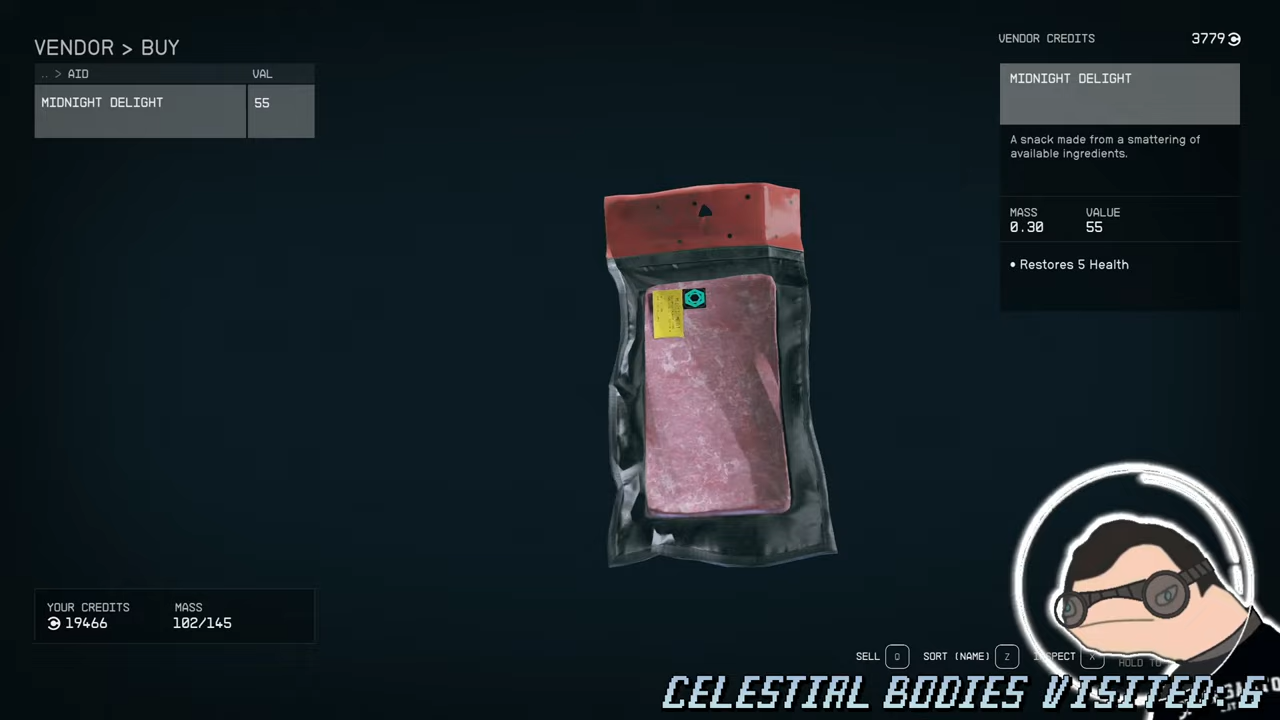 VENDOR > BUY
.. > AID VAL
MIDNIGHT DELIGHT 55
VENDOR CREDITS 3779
MIDNIGHT DELIGHT
A snack made from a smattering of
available ingredients.
MASS VALUE
0.30 55
• Restores 5 Health
YOUR CREDITS MASS
19466 102/145
SELL Q SORT (NAME) Z
HOLD TO
CELESTIAL BODIES VISITED: 6